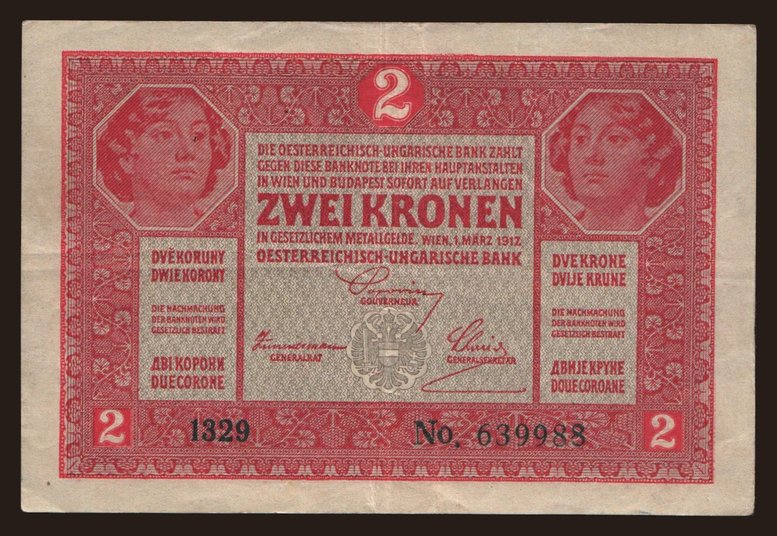 2
DIE OESTERREICHISCH-UNGARISCHE BANK ZAHLT
GEGEN DIESE BANKNOTE BEI IHREN HAUPTANSTALTEN
IN WIEN UND BUDAPEST SOFORT AUF VERLANGEN
ZWEI KRONEN
IN GESETZLICHEM METALLGELDE. WIEN, 1. MÄRZ 1917
OESTERREICHISCH-UNGARISCHE BANK
GOUVERNEUR
GENERALRAT
GENERALSEKRETÄR
DVĚ KORUNY
DWIE KORONY
DIE NACHMACHUNG
DER BANKNOTEN WIRD
GESETZLICH BESTRAFT
ДВІ КОРОНИ
DUE CORONE
DVE KRONE
DVIJE KRUNE
DIE NACHMACHUNG
DER BANKNOTEN WIRD
GESETZLICH BESTRAFT
ДВИЈЕ КРУНЕ
DOUE COROANE
2
1329
No. 639988
2